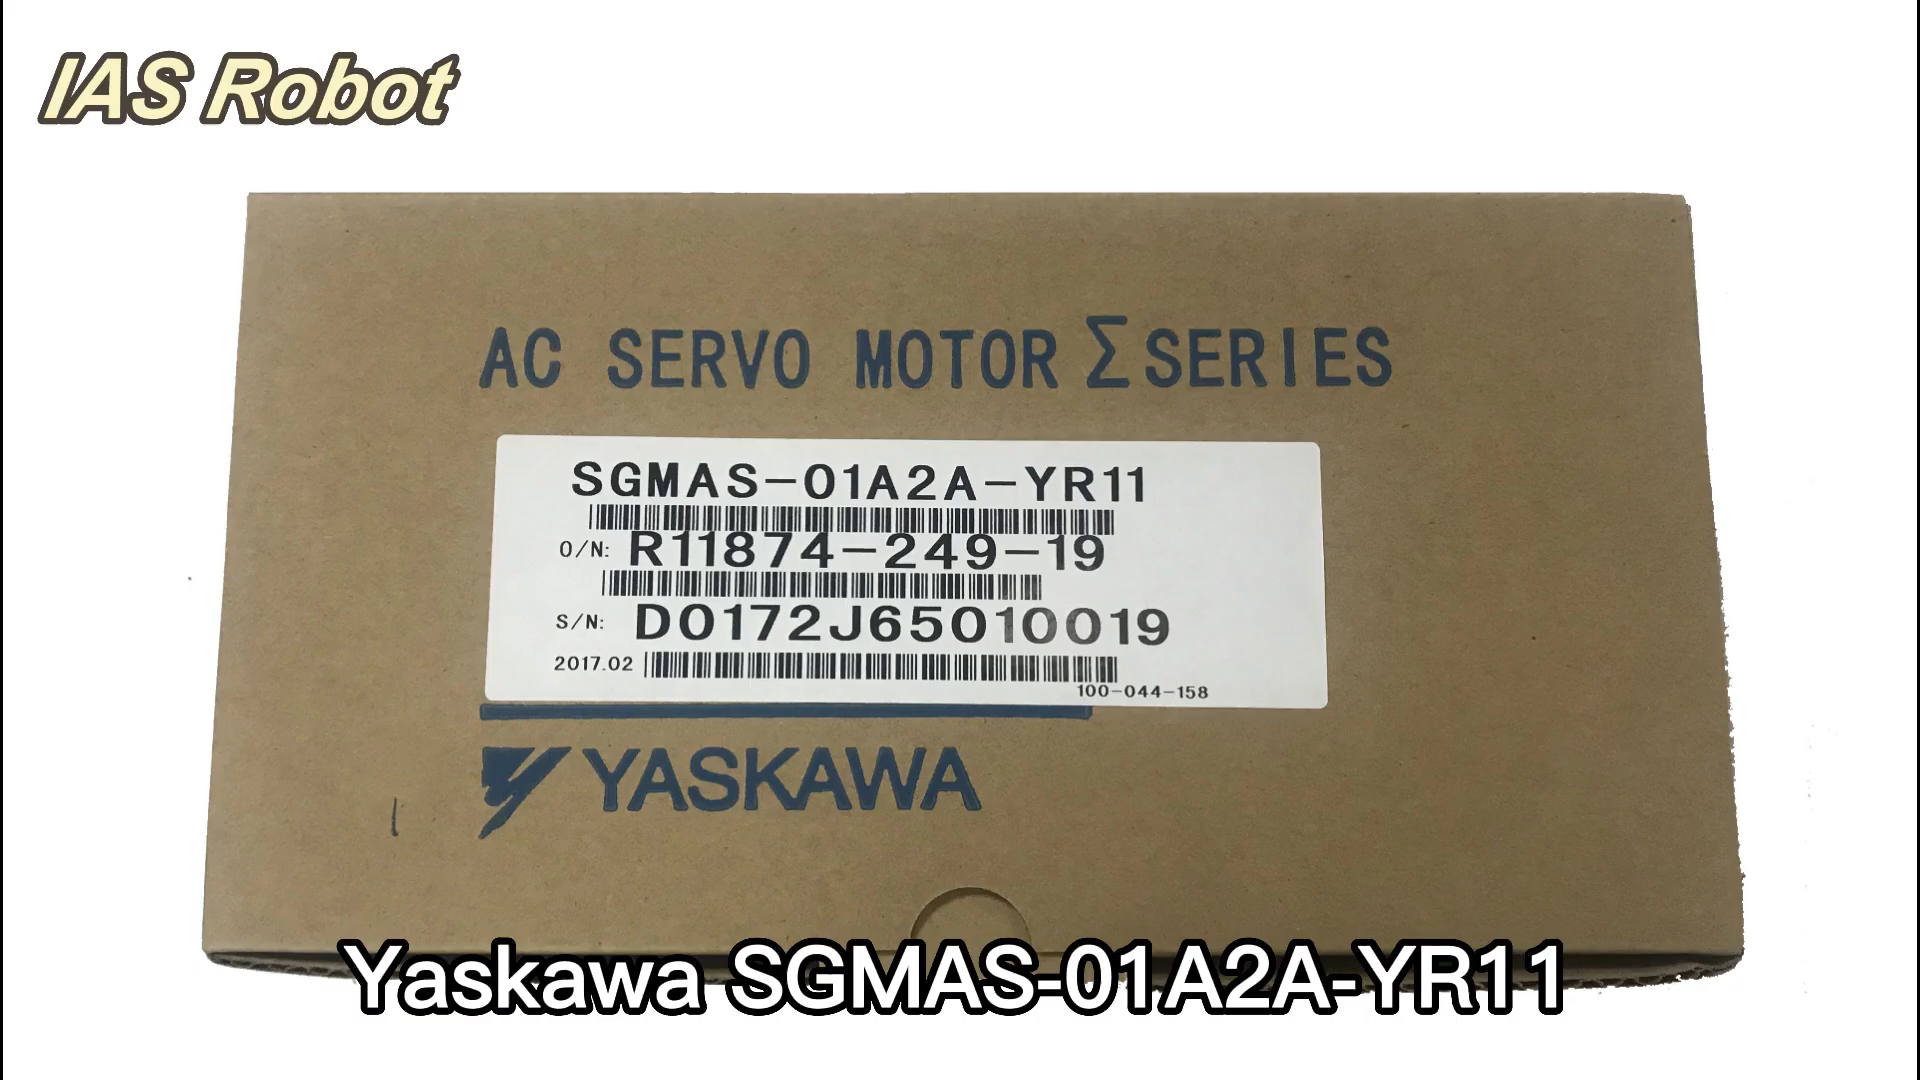 IAS Robot
AC SERVO MOTOR Σ SERIES
SGMAS-01A2A-YR11
O/N: R11874-249-19
S/N: D0172J65010019
2017.02
100-044-158
YASKAWA
Yaskawa SGMAS-01A2A-YR11